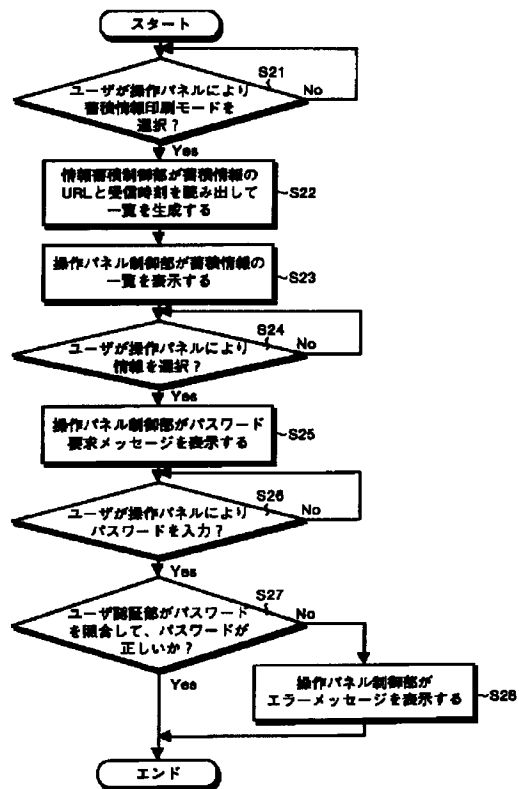 スタート
S21
ユーザが操作パネルにより
蓄積情報印刷モードを
選択?
No
Yes
情報蓄積制御部が蓄積情報の
URLと受信時刻を読み出して
一覧を生成する
S22
操作パネル制御部が蓄積情報の
一覧を表示する
S23
S24
ユーザが操作パネルにより
情報を選択?
No
Yes
操作パネル制御部がパスワード
要求メッセージを表示する
S25
S26
ユーザが操作パネルにより
パスワードを入力?
No
Yes
S27
ユーザ認証部がパスワード
を照合して、パスワードが
正しいか?
No
Yes
操作パネル制御部が
エラーメッセージを表示する
S28
エンド